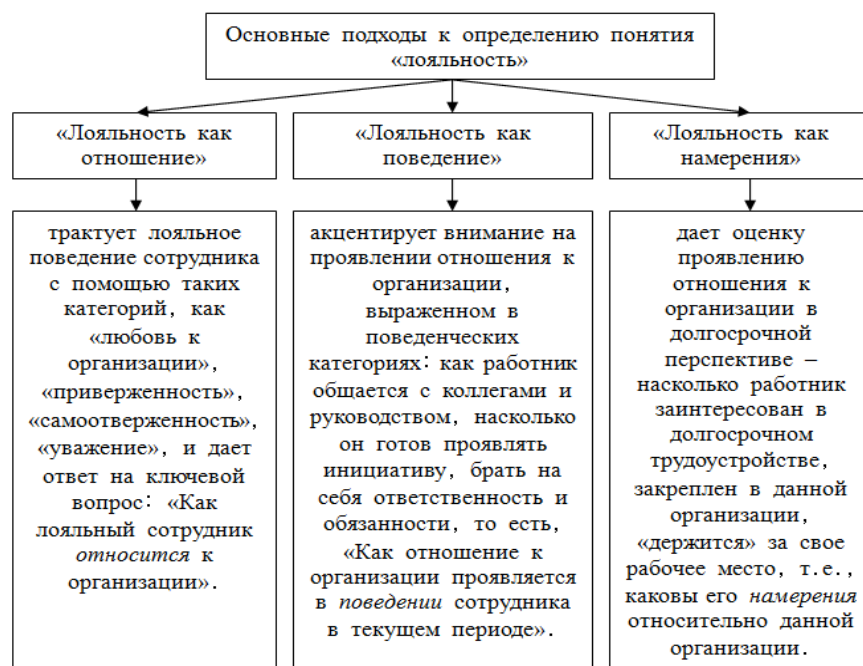 Основные подходы к определению понятия
«лояльность»
«Лояльность как
отношение»
«Лояльность как
поведение»
«Лояльность как
намерения»
трактует лояльное
поведение сотрудника
с помощью таких
категорий, как
«любовь к
организации»,
«приверженность»,
«самоотверженность»,
«уважение», и дает
ответ на ключевой
вопрос: «Как
лояльный сотрудник
относится к
организации».
акцентирует внимание на
проявлении отношения к
организации,
выраженном в
поведенческих
категориях: как работник
общается с коллегами и
руководством, насколько
он готов проявлять
инициативу, брать на
себя ответственность и
обязанности, то есть,
«Как отношение к
организации проявляется
в поведении сотрудника
в текущем периоде».
дает оценку
проявлению
отношения к
организации в
долгосрочной
перспективе –
насколько работник
заинтересован в
долгосрочном
трудоустройстве,
закреплен в данной
организации,
«держится» за свое
рабочее место, т.е.,
каковы его намерения
относительно данной
организации.